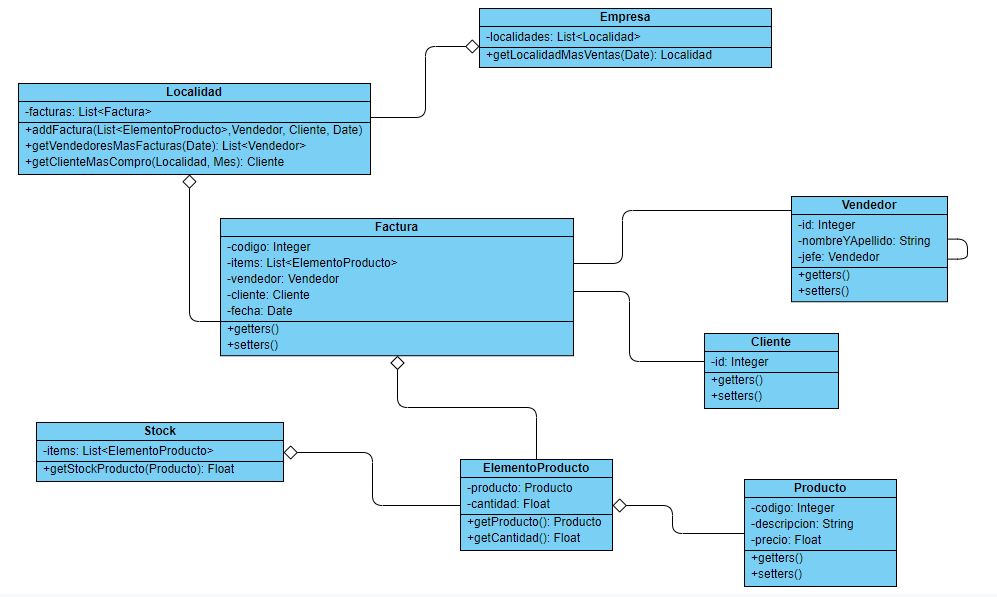 Empresa
-localidades: List<Localidad>
+getLocalidadMasVentas(Date): Localidad
Localidad
-facturas: List<Factura>
+addFactura(List<ElementoProducto>,Vendedor, Cliente, Date)
+getVendedoresMasFacturas(Date): List<Vendedor>
+getClienteMasCompro(Localidad, Mes): Cliente
Factura
-codigo: Integer
-items: List<ElementoProducto>
-vendedor: Vendedor
-cliente: Cliente
-fecha: Date
+getters()
+setters()
Vendedor
-id: Integer
-nombreYApellido: String
-jefe: Vendedor
+getters()
+setters()
Cliente
-id: Integer
+getters()
+setters()
Stock
-items: List<ElementoProducto>
+getStockProducto(Producto): Float
ElementoProducto
-producto: Producto
-cantidad: Float
+getProducto(): Producto
+getCantidad(): Float
Producto
-codigo: Integer
-descripcion: String
-precio: Float
+getters()
+setters()